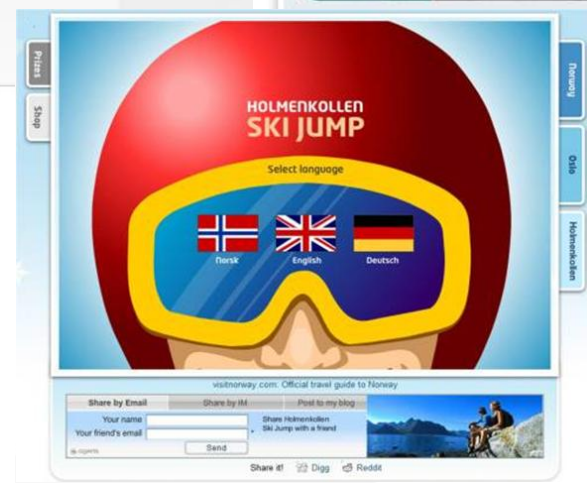 Prizes
Shop
HOLMENKOLLEN
SKI JUMP
Select language
Norsk
English
Deutsch
Norway
Oslo
Holmenkollen
visitnorway.com: Official travel guide to Norway
Share by Email
Share by IM
Post to my blog
Your name
Your friend's email
Share Holmenkollen
Ski Jump with a friend
Send
Share it! Digg Reddit